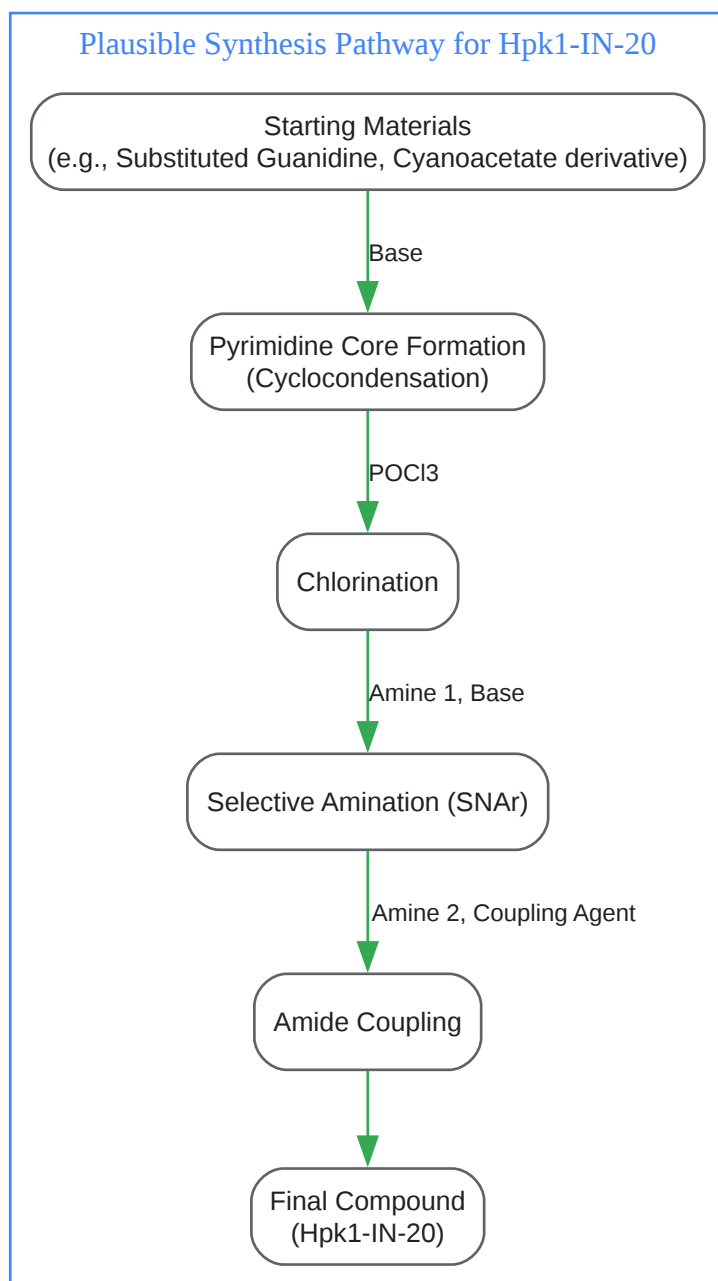 Plausible Synthesis Pathway for Hpk1-IN-20
Starting Materials
(e.g., Substituted Guanidine, Cyanoacetate derivative)
Base
Pyrimidine Core Formation
(Cyclocondensation)
POCl3
Chlorination
Amine 1, Base
Selective Amination (SNAr)
Amine 2, Coupling Agent
Amide Coupling
Final Compound
(Hpk1-IN-20)